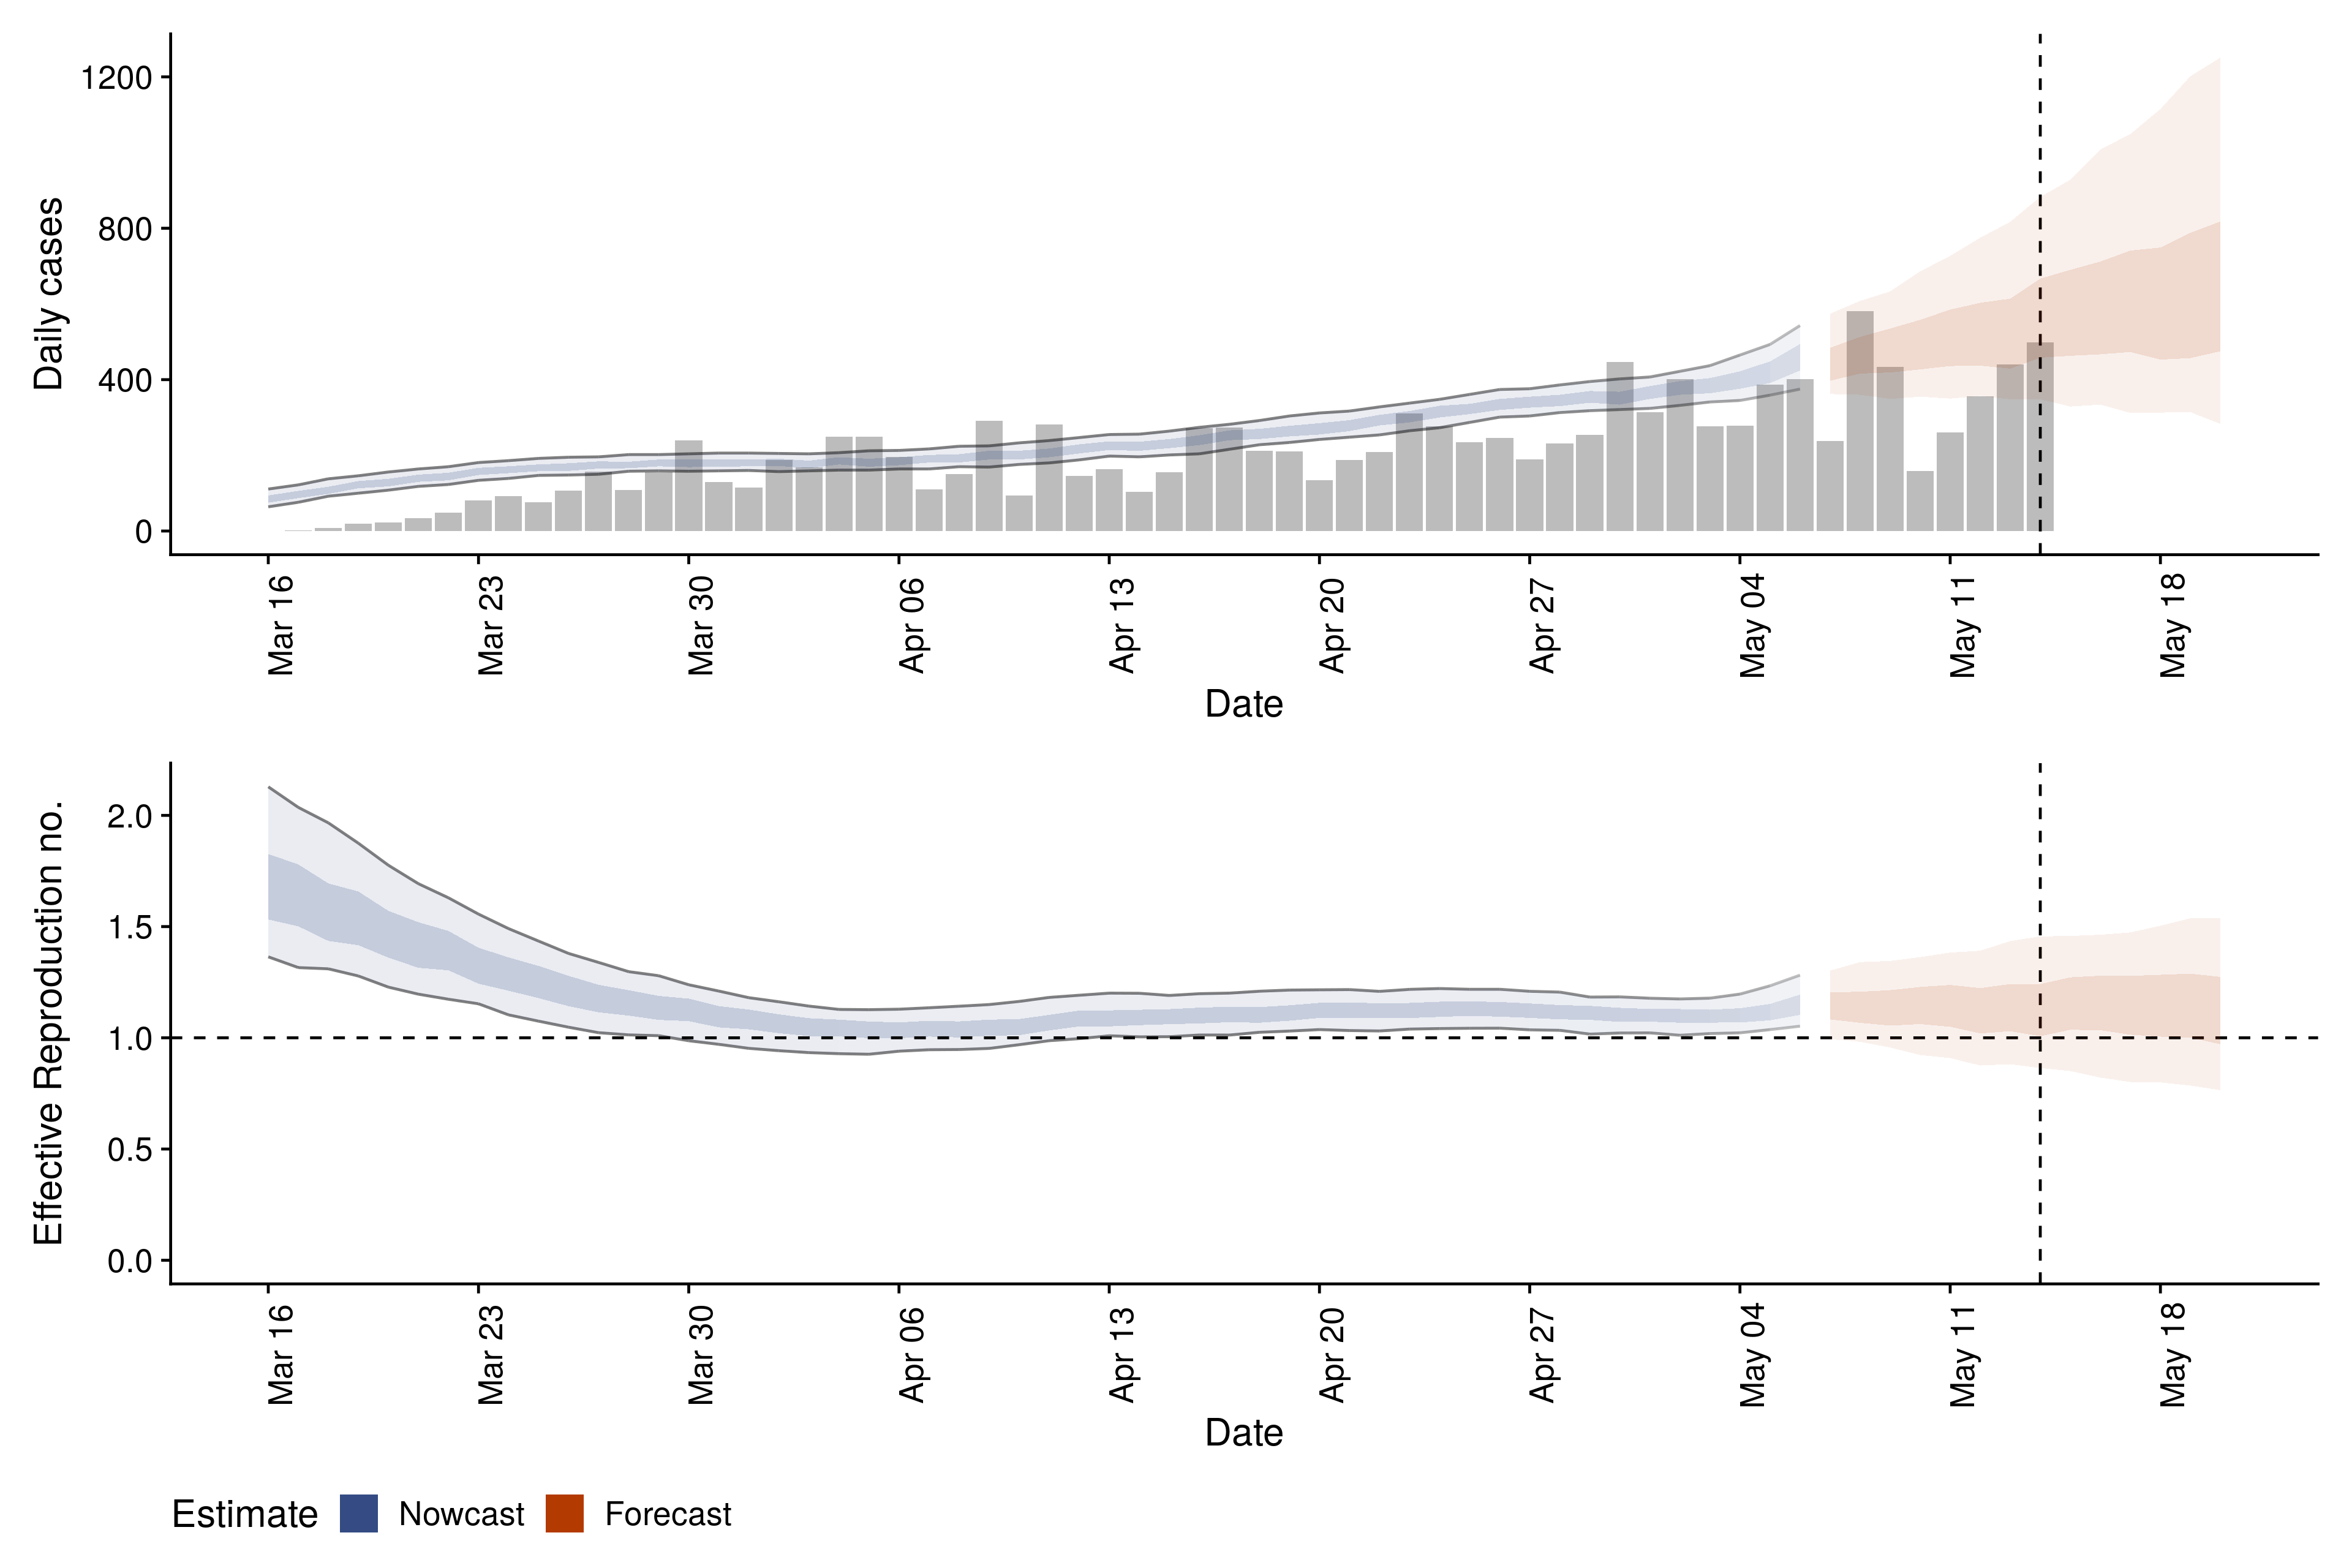 Daily cases
1200
800
400
0
Mar 16
Mar 23
Mar 30
Apr 06
Apr 13
Apr 20
Apr 27
May 04
May 11
May 18
Date
Effective Reproduction no.
2.0
1.5
1.0
0.5
0.0
Mar 16
Mar 23
Mar 30
Apr 06
Apr 13
Apr 20
Apr 27
May 04
May 11
May 18
Date
Estimate Nowcast Forecast